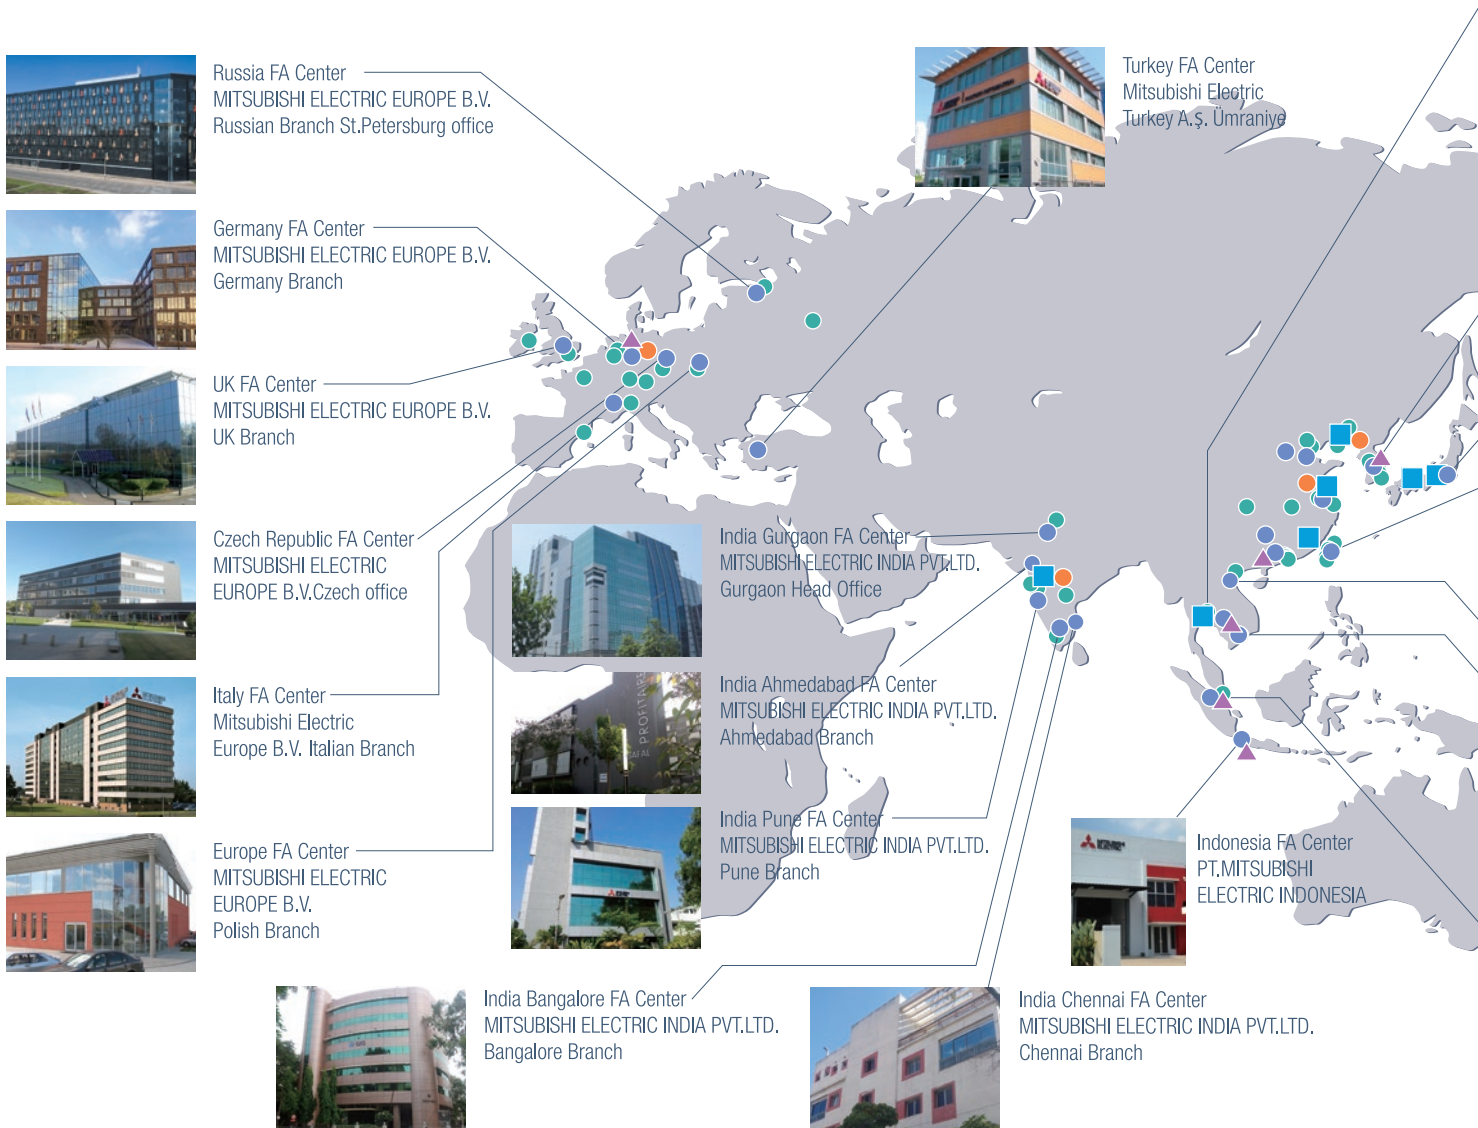 Russia FA Center
MITSUBISHI ELECTRIC EUROPE B.V.
Russian Branch St.Petersburg office
Germany FA Center
MITSUBISHI ELECTRIC EUROPE B.V.
Germany Branch
UK FA Center
MITSUBISHI ELECTRIC EUROPE B.V.
UK Branch
Czech Republic FA Center
MITSUBISHI ELECTRIC
EUROPE B.V.Czech office
Italy FA Center
Mitsubishi Electric
Europe B.V. Italian Branch
Europe FA Center
MITSUBISHI ELECTRIC
EUROPE B.V.
Polish Branch
Turkey FA Center
Mitsubishi Electric
Turkey A.Ş. Ümraniye
India Gurgaon FA Center
MITSUBISHI ELECTRIC INDIA PVT.LTD.
Gurgaon Head Office
PROFITAIRE
India Ahmedabad FA Center
MITSUBISHI ELECTRIC INDIA PVT.LTD.
Ahmedabad Branch
India Pune FA Center
MITSUBISHI ELECTRIC INDIA PVT.LTD.
Pune Branch
Indonesia FA Center
PT.MITSUBISHI
ELECTRIC INDONESIA
India Bangalore FA Center
MITSUBISHI ELECTRIC INDIA PVT.LTD.
Bangalore Branch
India Chennai FA Center
MITSUBISHI ELECTRIC INDIA PVT.LTD.
Chennai Branch